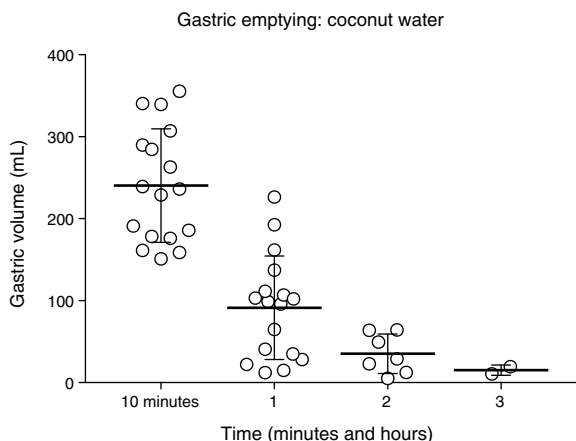 Gastric emptying: coconut water
400
300
200
100
0
Gastric volume (mL)
10 minutes 1 2 3
Time (minutes and hours)